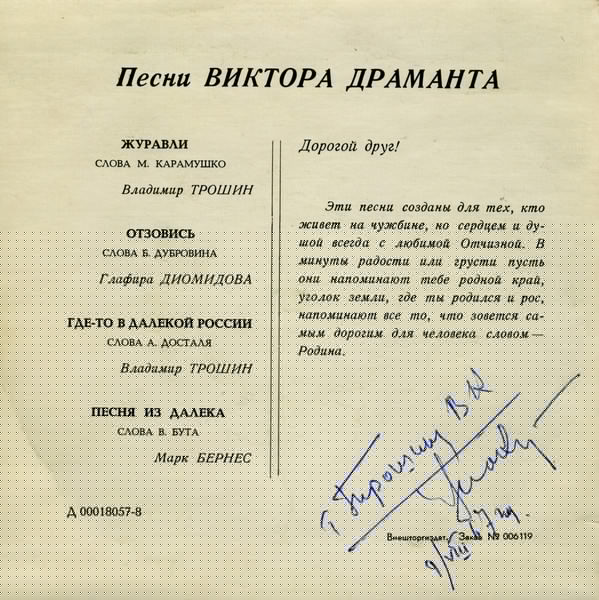 Песни ВИКТОРА ДРАМАНТА
ЖУРАВЛИ
СЛОВА М. КАРАМУШКО
Владимир ТРОШИН
ОТЗОВИСЬ
СЛОВА Б. ДУБРОВИНА
Глафира ДИОМИДОВА
ГДЕ-ТО В ДАЛЕКОЙ РОССИИ
СЛОВА А. ДОСТАЛЯ
Владимир ТРОШИН
ПЕСНЯ ИЗ ДАЛЕКА
СЛОВА В. БУТА
Марк БЕРНЕС
Д 00018057-8
Дорогой друг!
Эти песни созданы для тех, кто
живет на чужбине, но сердцем и ду-
шой всегда с любимой Отчизной. В
минуты радости или грусти пусть
они напоминают тебе родной край,
уголок земли, где ты родился и рос,
напоминают все то, что зовется са-
мым дорогим для человека словом—
Родина.
В К
9/VIII 67 г.
Внешторгиздат. Заказ № 006119